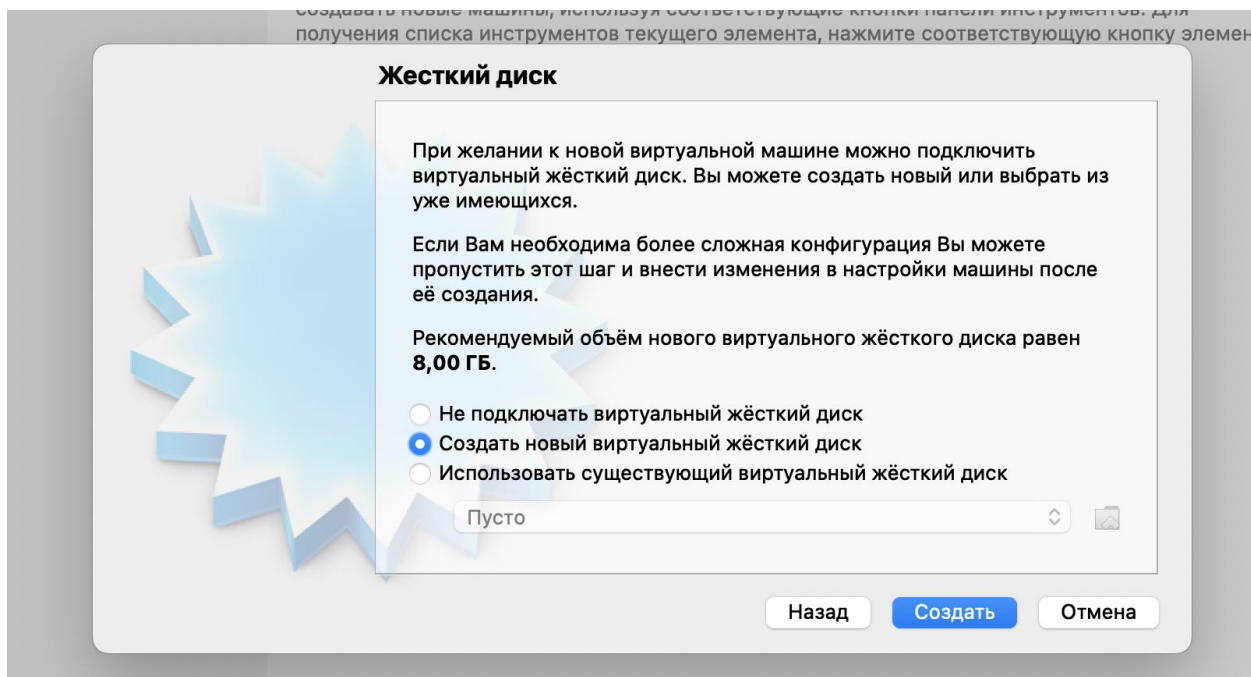 создавать новые машины, используя соответствующие кнопки панели инструментов. Для
получения списка инструментов текущего элемента, нажмите соответствующую кнопку
Жесткий диск
При желании к новой виртуальной машине можно подключить
виртуальный жёсткий диск. Вы можете создать новый или выбрать из
уже имеющихся.
Если Вам необходима более сложная конфигурация Вы можете
пропустить этот шаг и внести изменения в настройки машины после
её создания.
Рекомендуемый объём нового виртуального жёсткого диска равен
8,00 ГБ.
Не подключать виртуальный жёсткий диск
Создать новый виртуальный жёсткий диск
Использовать существующий виртуальный жёсткий диск
Пусто
Назад
Создать
Отмена